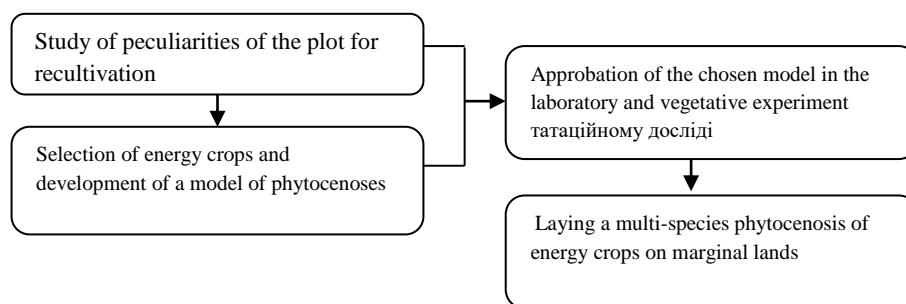 Study of peculiarities of the plot for
recultivation
Selection of energy crops and
development of a model of phytocenoses
Approbation of the chosen model in the
laboratory and vegetative experiment
татаційному досліді
Laying a multi-species phytocenosis of
energy crops on marginal lands